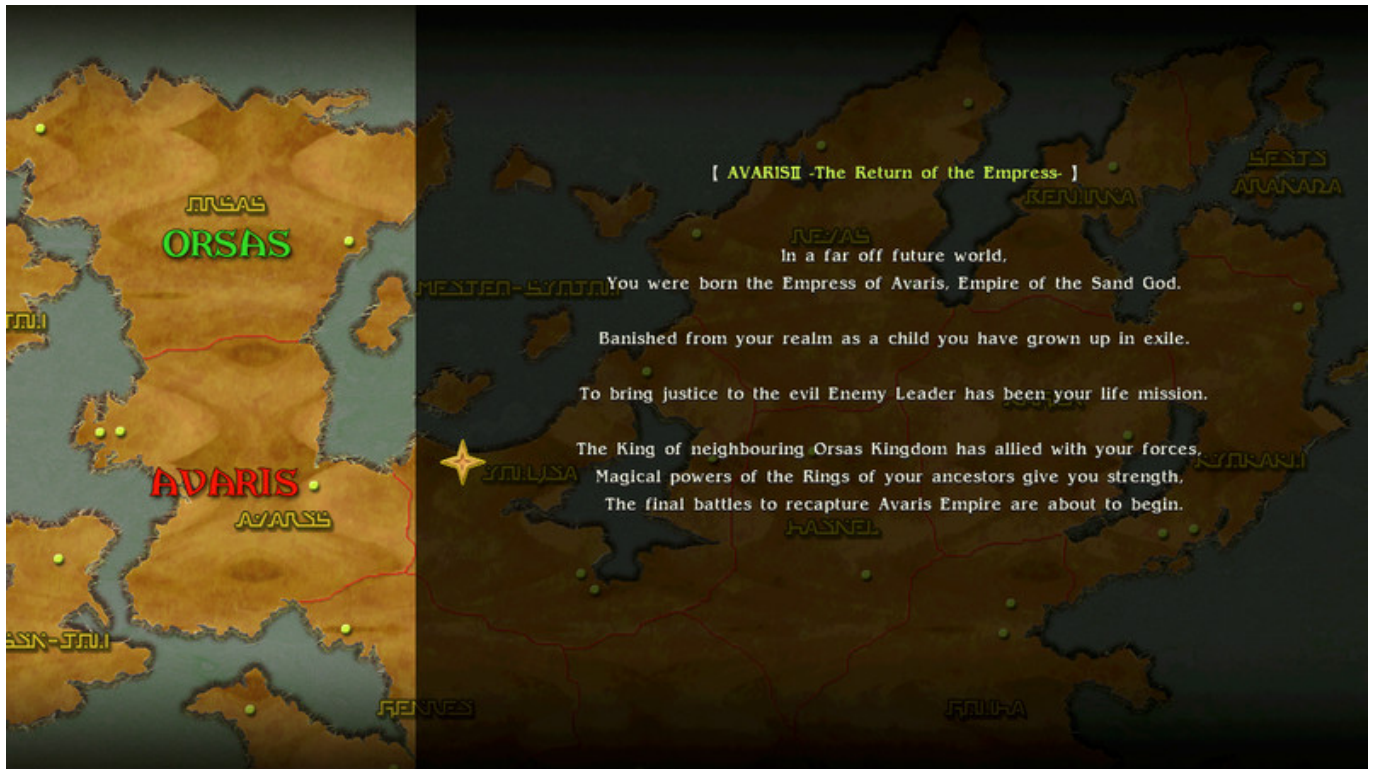 ORSAS
AVARIS
【 AVARISⅡ -The Return of the Empress- 】
In a far off future world,
You were born the Empress of Avaris, Empire of the Sand God.
Banished from your realm as a child you have grown up in exile.
To bring justice to the evil Enemy Leader has been your life mission.
The King of neighbouring Orsas Kingdom has allied with your forces,
Magical powers of the Rings of your ancestors give you strength,
The final battles to recapture Avaris Empire are about to begin.